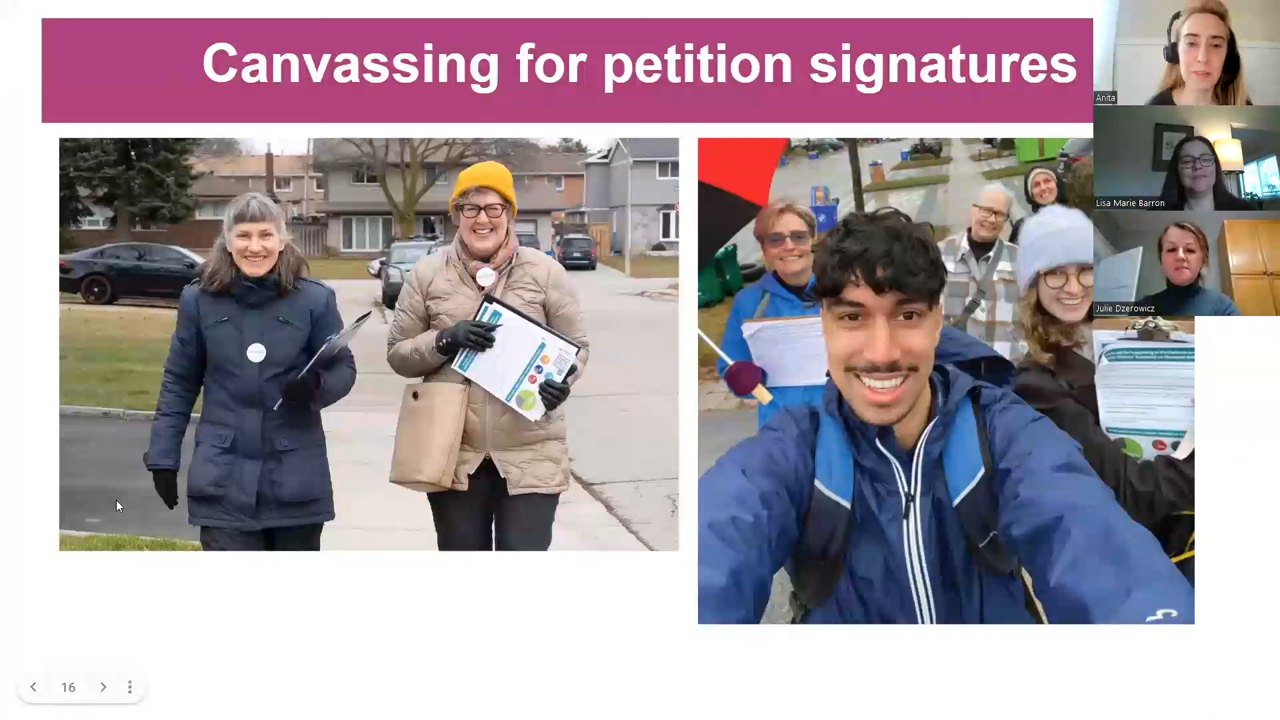 Canvassing for petition signatures
Anita
Lisa Marie Barron
Julie Dzerowicz
16